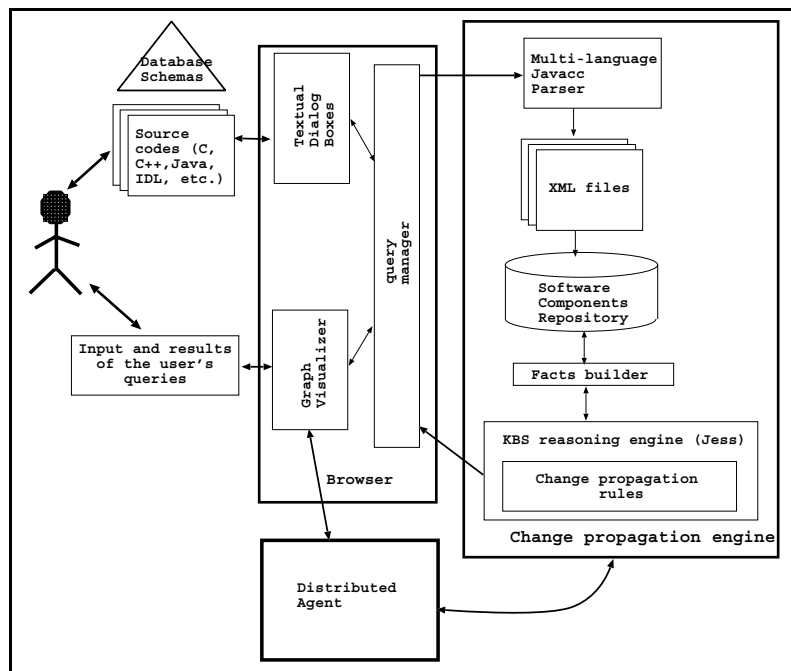 Database
Schemas
Source
codes (C,
C++,Java,
IDL, etc.)
Input and results
of the user's
queries
Textual
Dialog
Boxes
Graph
Visualizer
query
manager
Browser
Distributed
Agent
Multi-language
Javacc
Parser
XML files
Software
Components
Repository
Facts builder
KBS reasoning engine (Jess)
Change propagation
rules
Change propagation engine